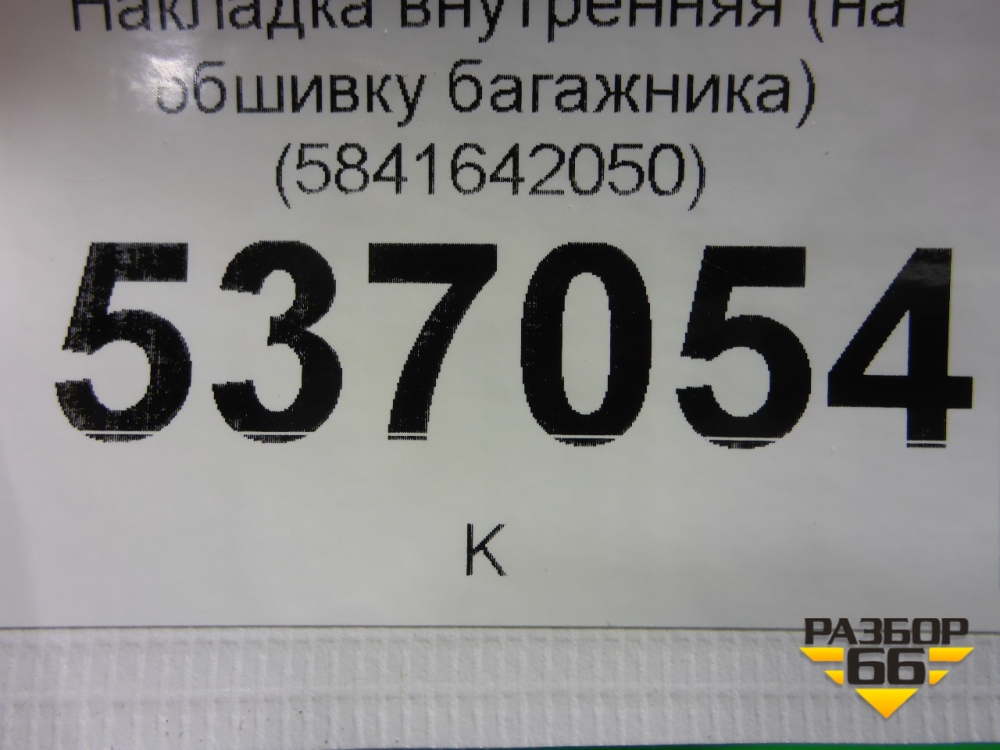 Накладка внутренняя (на
обшивку багажника)
(5841642050)
537054
К
РАЗБОР
66